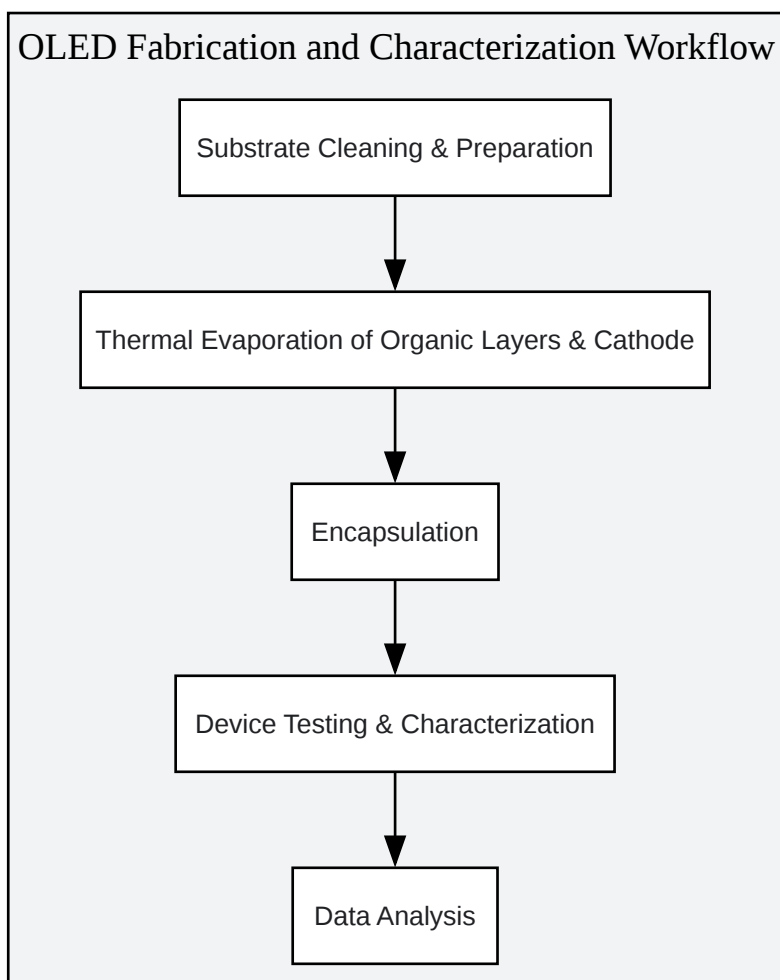 OLED Fabrication and Characterization Workflow
Substrate Cleaning & Preparation
Thermal Evaporation of Organic Layers & Cathode
Encapsulation
Device Testing & Characterization
Data Analysis